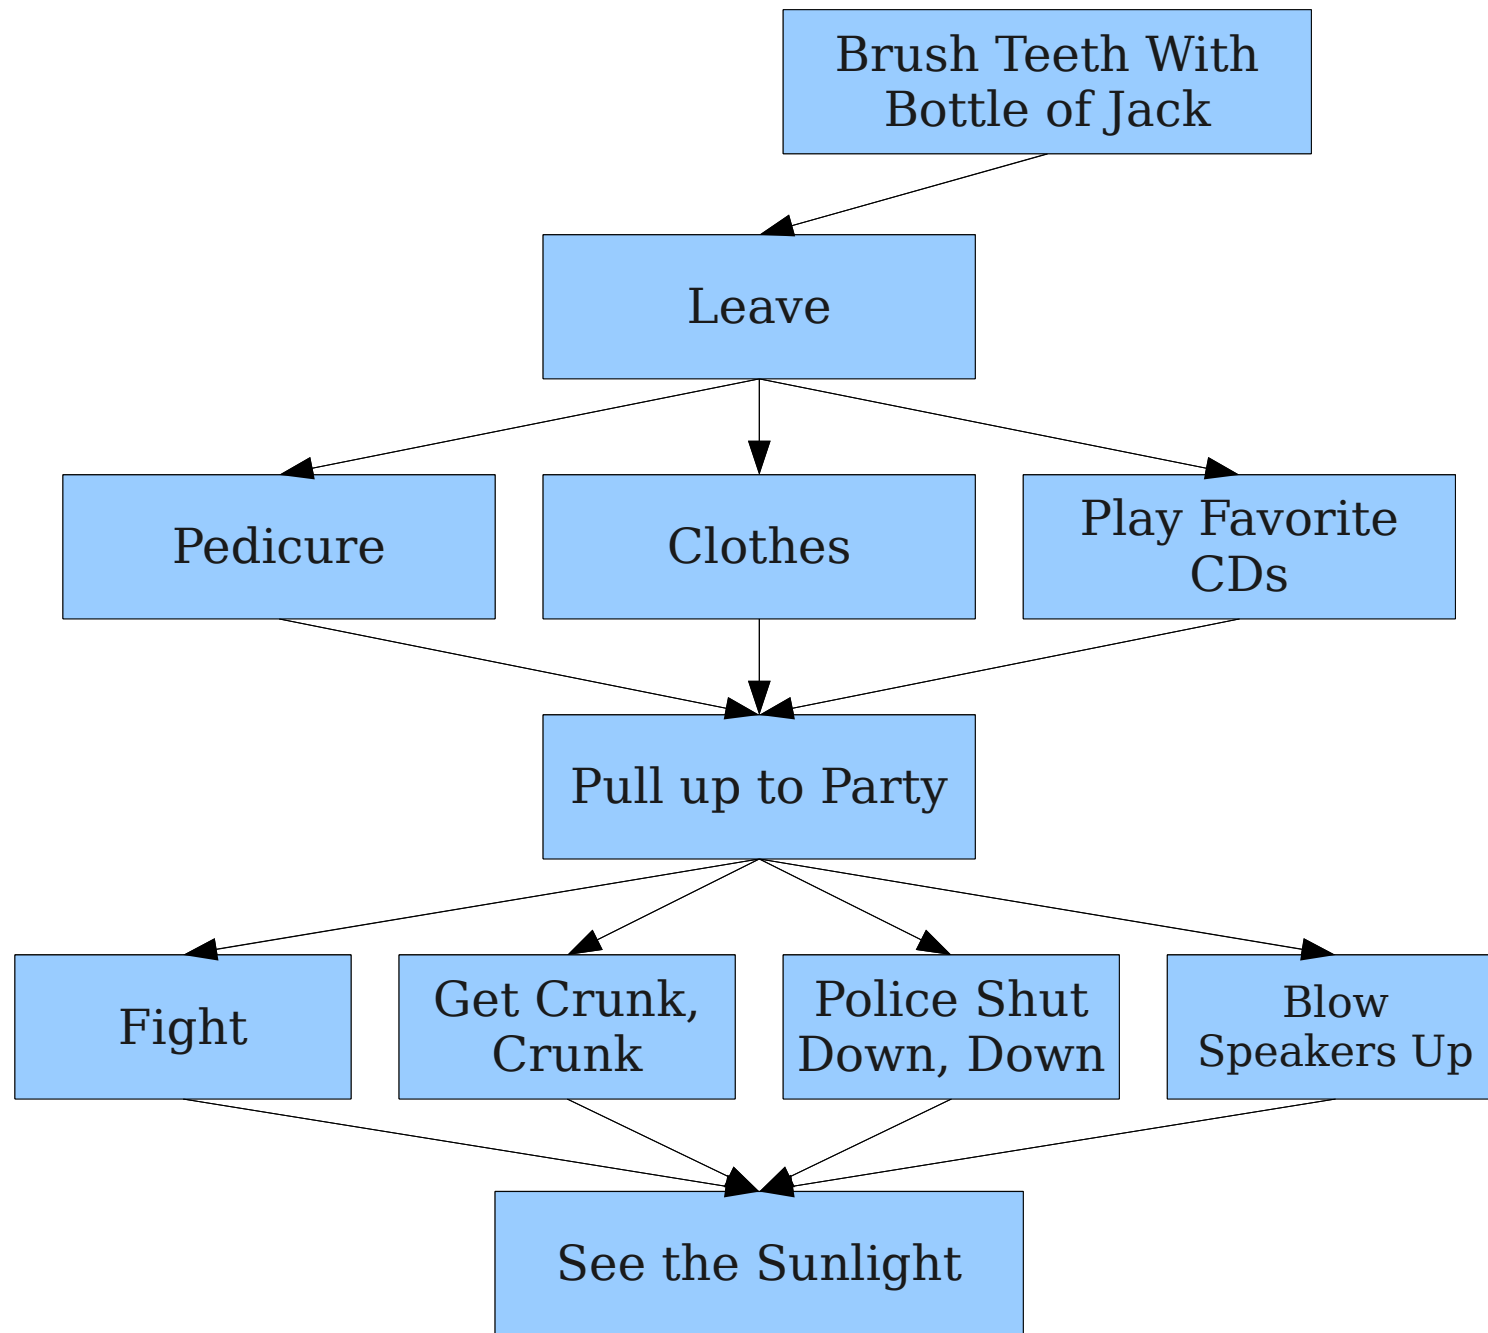 Brush Teeth With
Bottle of Jack
Leave
Pedicure
Clothes
Play Favorite
CDs
Pull up to Party
Fight
Get Crunk,
Crunk
Police Shut
Down, Down
Blow
Speakers Up
See the Sunlight